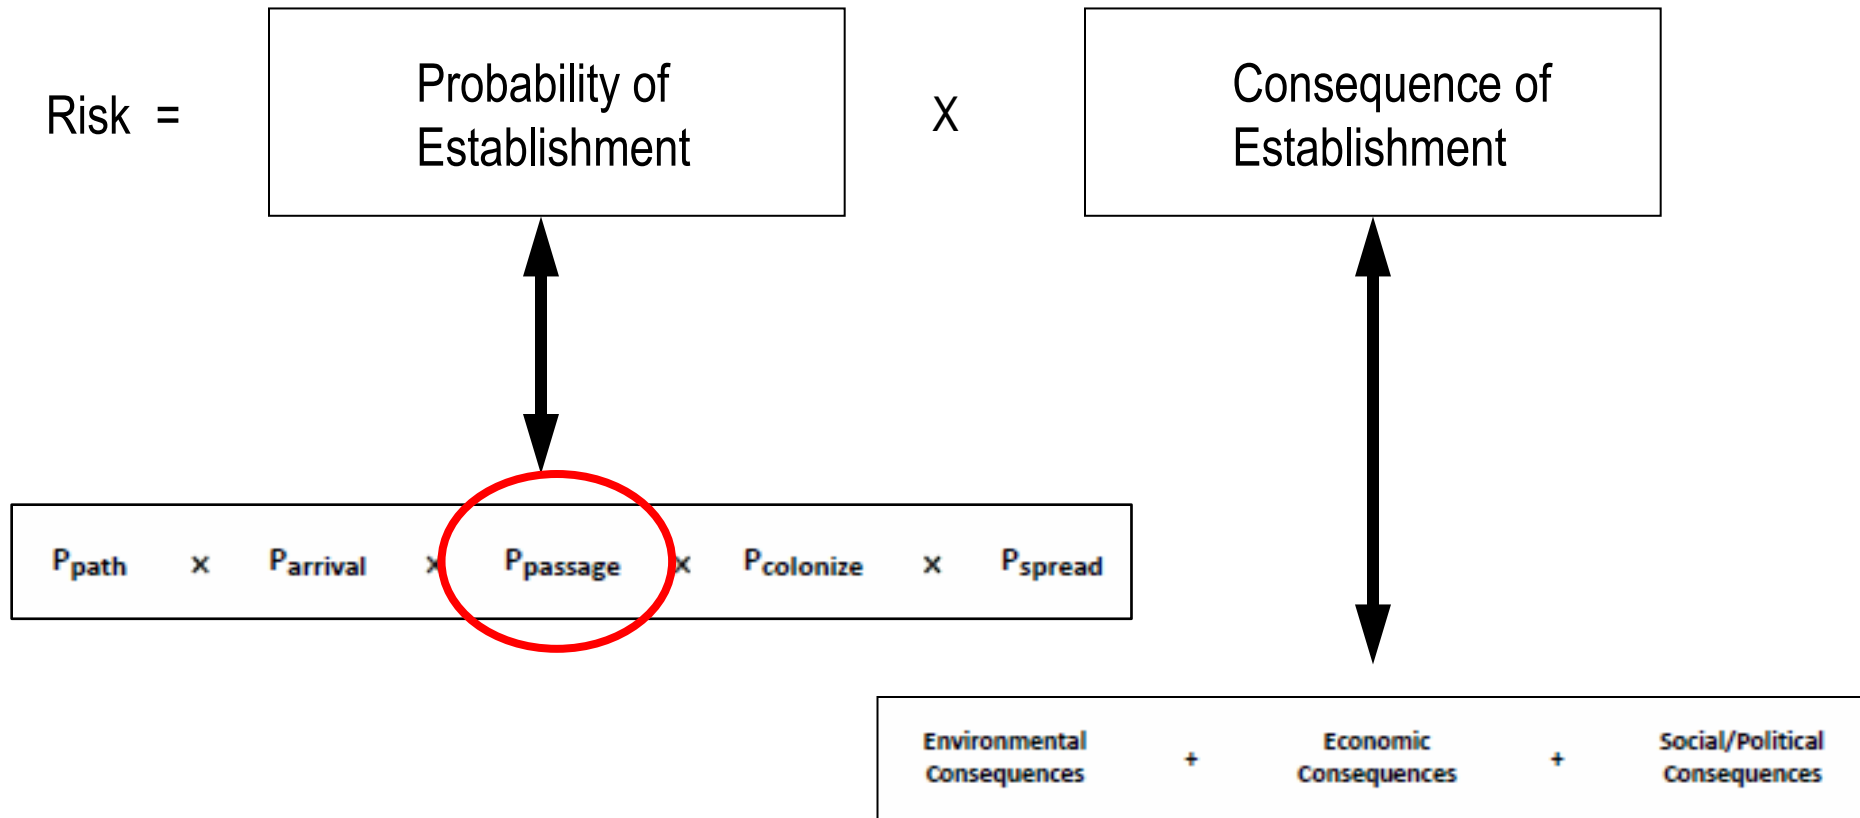 Risk =
Probability of
Establishment
X
Consequence of
Establishment
Ppath x Parrival x Ppassage x Pcolonize x Pspread
Environmental
Consequences
+
Economic
Consequences
+
Social/Political
Consequences